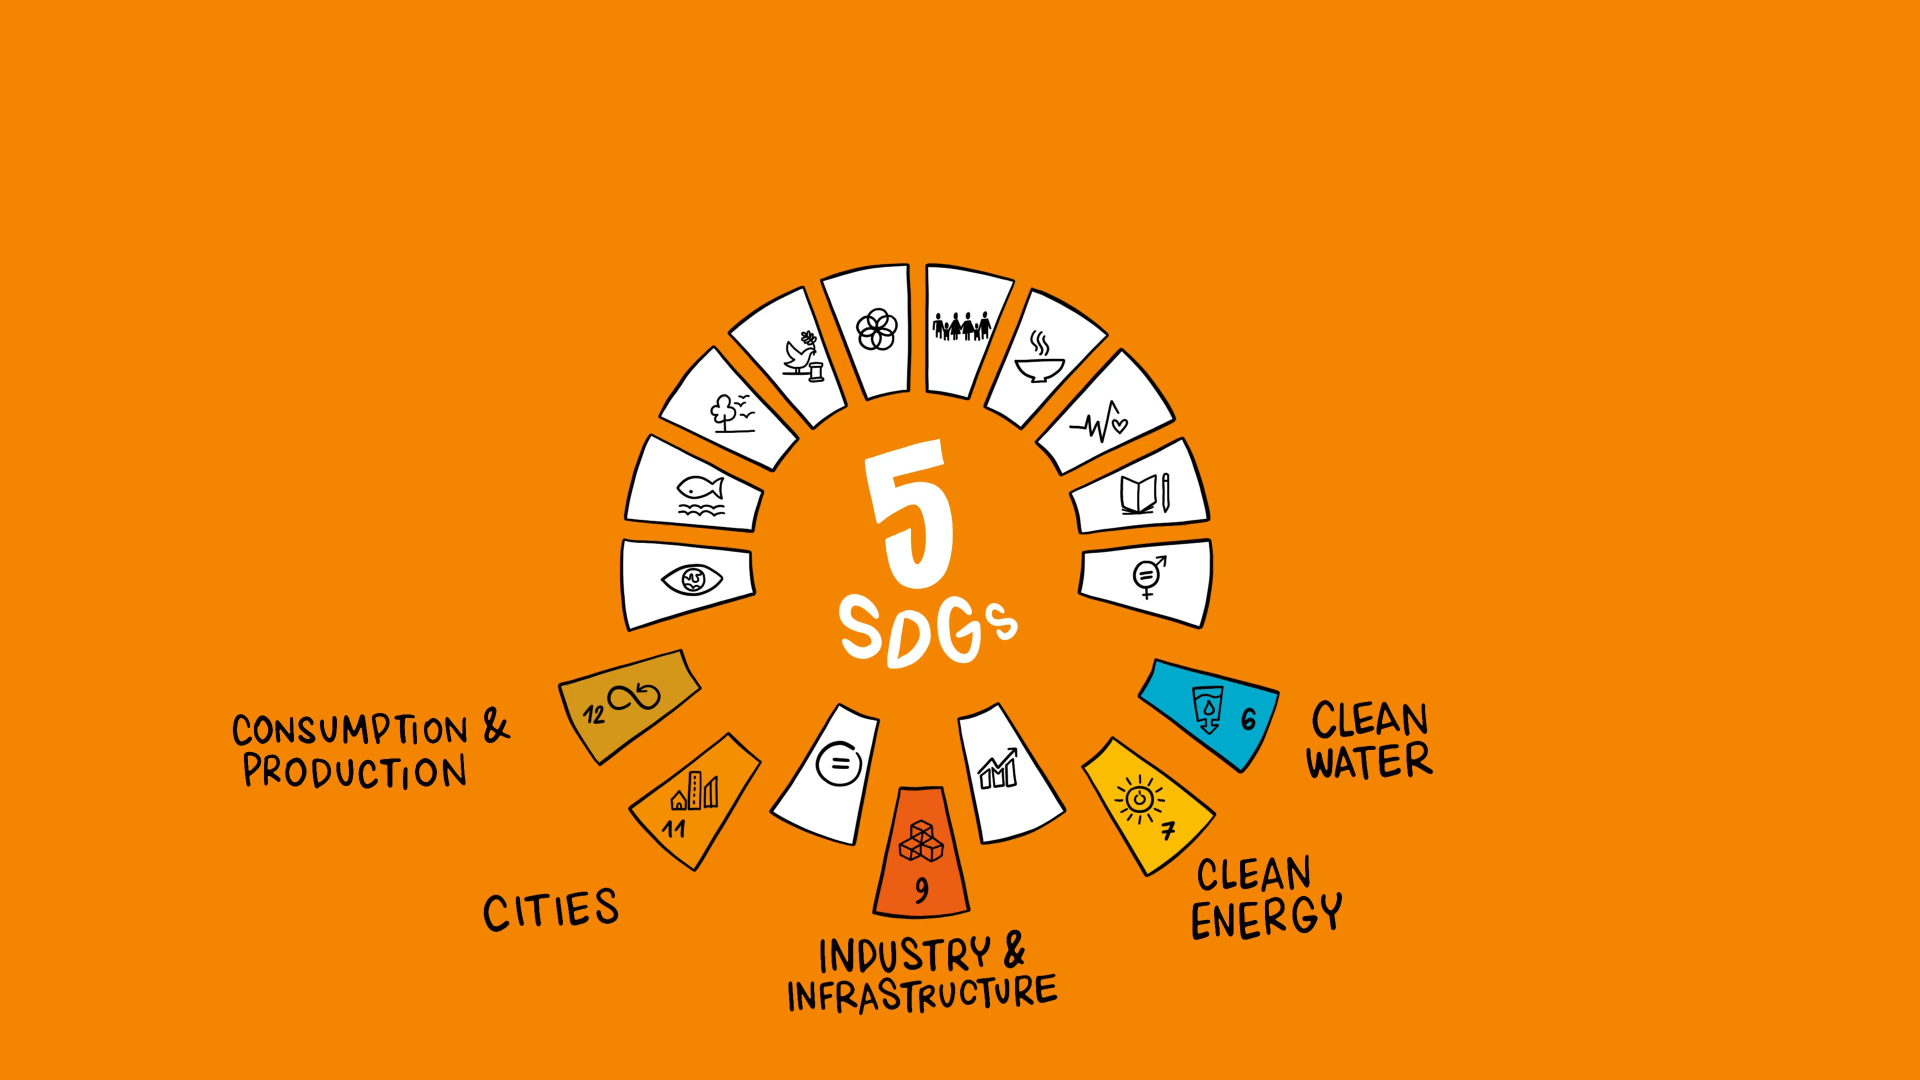 5
SDGs
12
CONSUMPTION &
PRODUCTION
11
CITIES
9
INDUSTRY &
INFRASTRUCTURE
7
CLEAN
ENERGY
6
CLEAN
WATER